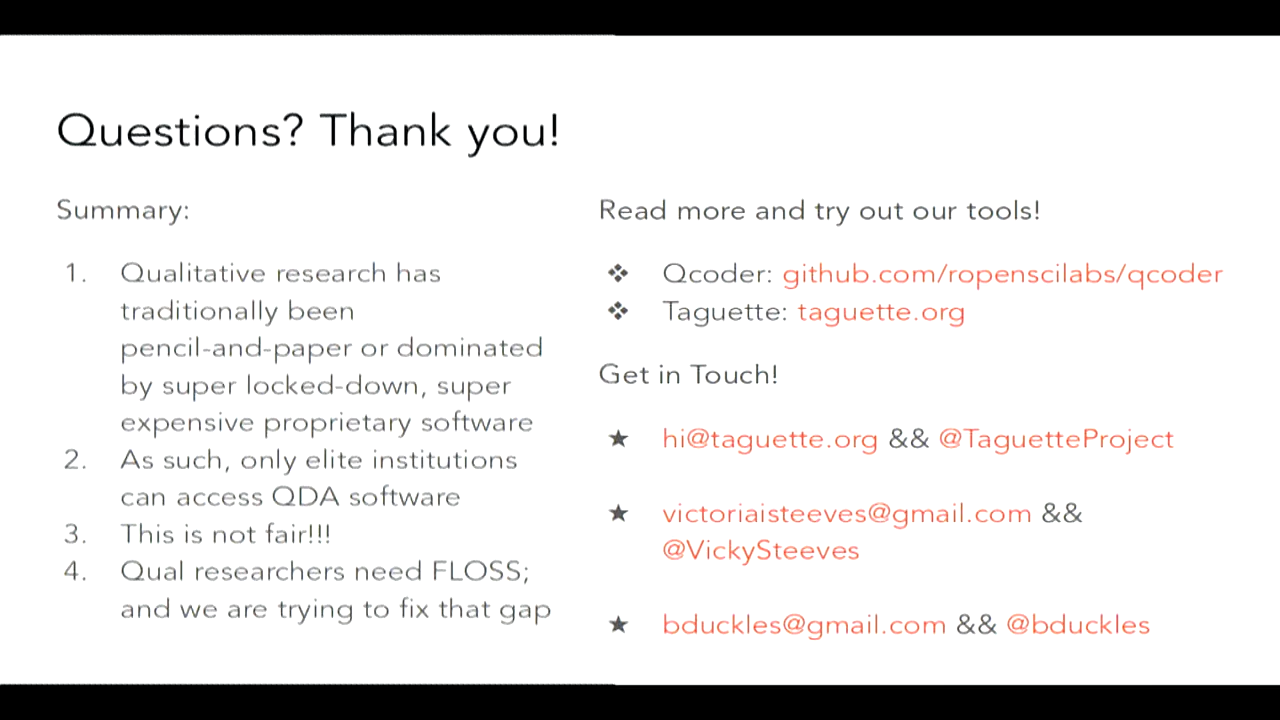 Questions? Thank you!
Summary:
1. Qualitative research has
traditionally been
pencil-and-paper or dominated
by super locked-down, super
expensive proprietary software
2. As such, only elite institutions
can access QDA software
3. This is not fair!!!
4. Qual researchers need FLOSS;
and we are trying to fix that gap
Read more and try out our tools!
❖ Qcoder: github.com/ropenscilabs/qcoder
❖ Taguette: taguette.org
Get in Touch!
★ hi@taguette.org && @TaguetteProject
★ victoriaisteeves@gmail.com &&
@VickySteeves
★ bduckles@gmail.com && @bduckles